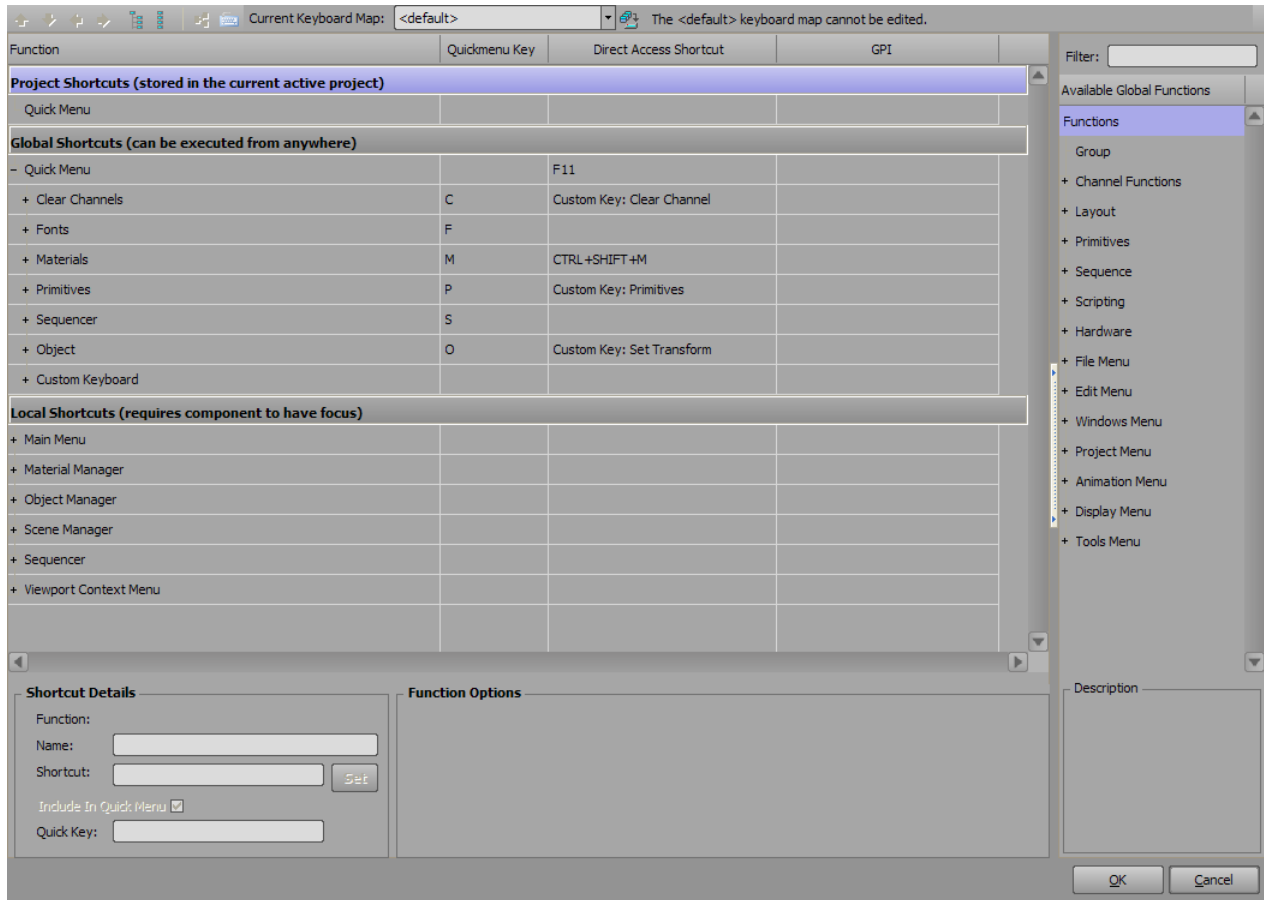 Current Keyboard Map: <default> The <default> keyboard map cannot be edited.
Function Quickmenu Key Direct Access Shortcut GPI
Project Shortcuts (stored in the current active project)
Quick Menu
Global Shortcuts (can be executed from anywhere)
- Quick Menu F11
+ Clear Channels C Custom Key: Clear Channel
+ Fonts F
+ Materials M CTRL+SHIFT+M
+ Primitives P Custom Key: Primitives
+ Sequencer S
+ Object O Custom Key: Set Transform
+ Custom Keyboard
Local Shortcuts (requires component to have focus)
+ Main Menu
+ Material Manager
+ Object Manager
+ Scene Manager
+ Sequencer
+ Viewport Context Menu
Filter:
Available Global Functions
Functions
Group
+ Channel Functions
+ Layout
+ Primitives
+ Sequence
+ Scripting
+ Hardware
+ File Menu
+ Edit Menu
+ Windows Menu
+ Project Menu
+ Animation Menu
+ Display Menu
+ Tools Menu
Shortcut Details
Function:
Name:
Shortcut: Set
Include In Quick Menu
Quick Key:
Function Options
Description
OK Cancel